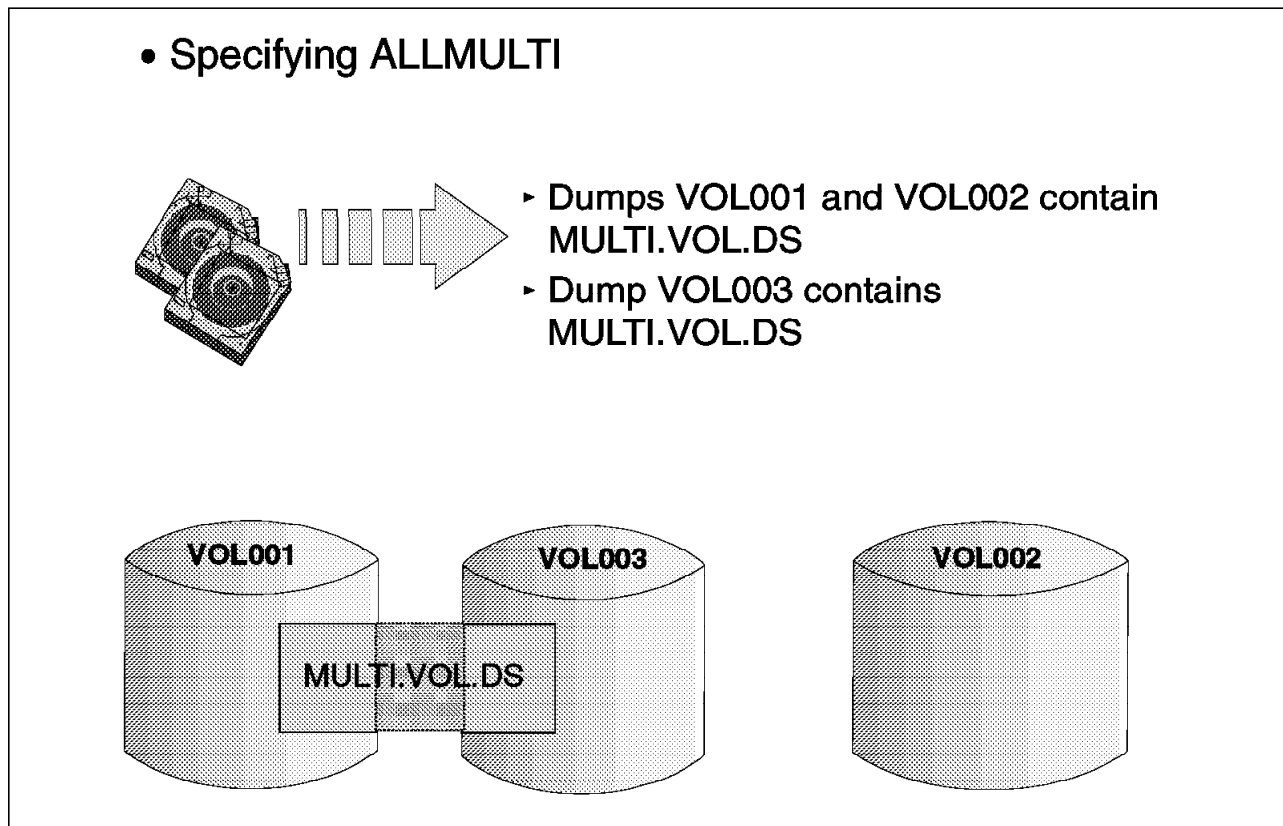 • Specifying ALLMULTI
▸ Dumps VOL001 and VOL002 contain
MULTI.VOL.DS
▸ Dump VOL003 contains
MULTI.VOL.DS
VOL001
VOL003
VOL002
MULTI.VOL.DS